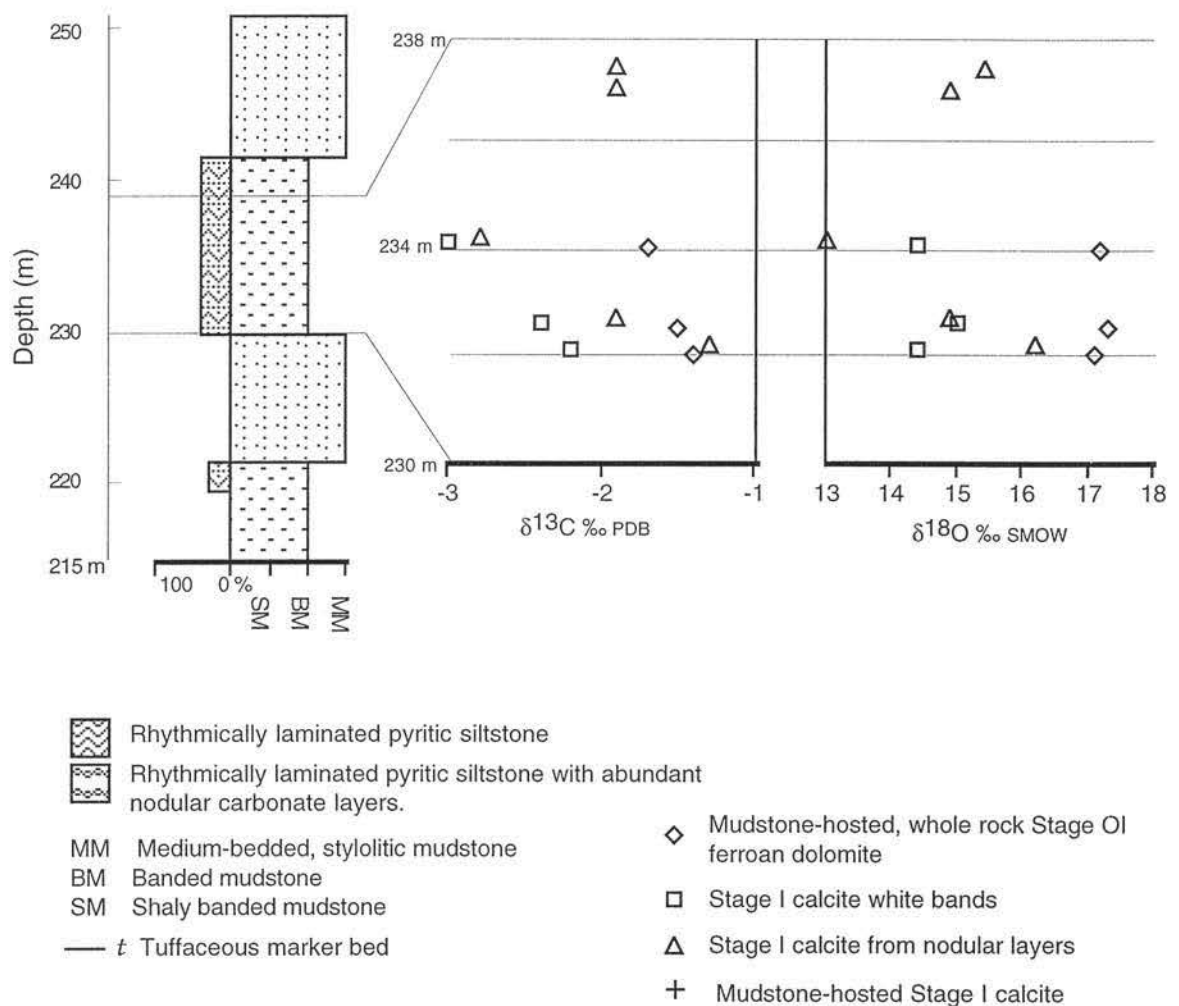 250
240
230
220
215 m
Depth (m)
100 0 %
SM
BM
MM
238 m
234 m
230 m
-3 -2 -1
δ13C ‰ PDB
13 14 15 16 17 18
δ18O ‰ SMOW
Rhythmically laminated pyritic siltstone
Rhythmically laminated pyritic siltstone with abundant
nodular carbonate layers.
MM Medium-bedded, stylolitic mudstone
BM Banded mudstone
SM Shaly banded mudstone
t Tuffaceous marker bed
Mudstone-hosted, whole rock Stage OI
ferroan dolomite
Stage I calcite white bands
Stage I calcite from nodular layers
Mudstone-hosted Stage I calcite